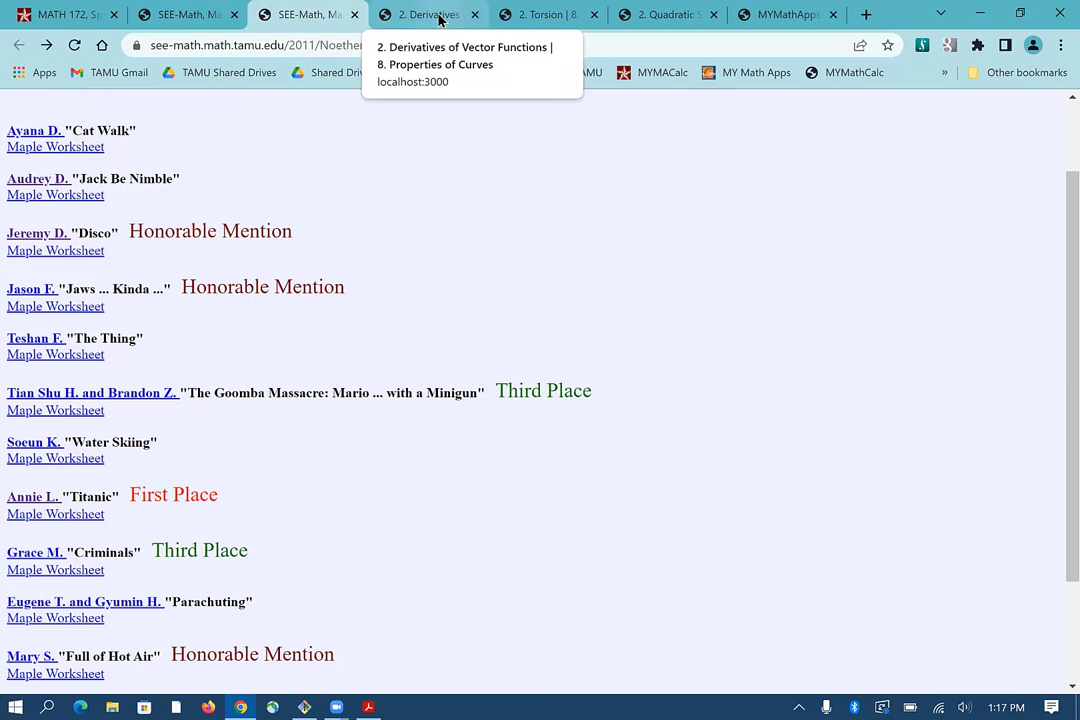 MATH 172, Sp
SEE-Math, Ma
SEE-Math, Ma
2. Derivatives
2. Torsion | 8.
2. Quadratic S
MYMathApps
see-math.math.tamu.edu/2011/Noether
2. Derivatives of Vector Functions |
8. Properties of Curves
localhost:3000
Apps
TAMU Gmail
TAMU Shared Drives
Shared Driv
AMU
MYMACalc
MY Math Apps
MYMathCalc
»
Other bookmarks
Ayana D. "Cat Walk"
Maple Worksheet
Audrey D. "Jack Be Nimble"
Maple Worksheet
Jeremy D. "Disco" Honorable Mention
Maple Worksheet
Jason F. "Jaws ... Kinda ..." Honorable Mention
Maple Worksheet
Teshan F. "The Thing"
Maple Worksheet
Tian Shu H. and Brandon Z. "The Goomba Massacre: Mario ... with a Minigun" Third Place
Maple Worksheet
Soeun K. "Water Skiing"
Maple Worksheet
Annie L. "Titanic" First Place
Maple Worksheet
Grace M. "Criminals" Third Place
Maple Worksheet
Eugene T. and Gyumin H. "Parachuting"
Maple Worksheet
Mary S. "Full of Hot Air" Honorable Mention
Maple Worksheet
1:17 PM